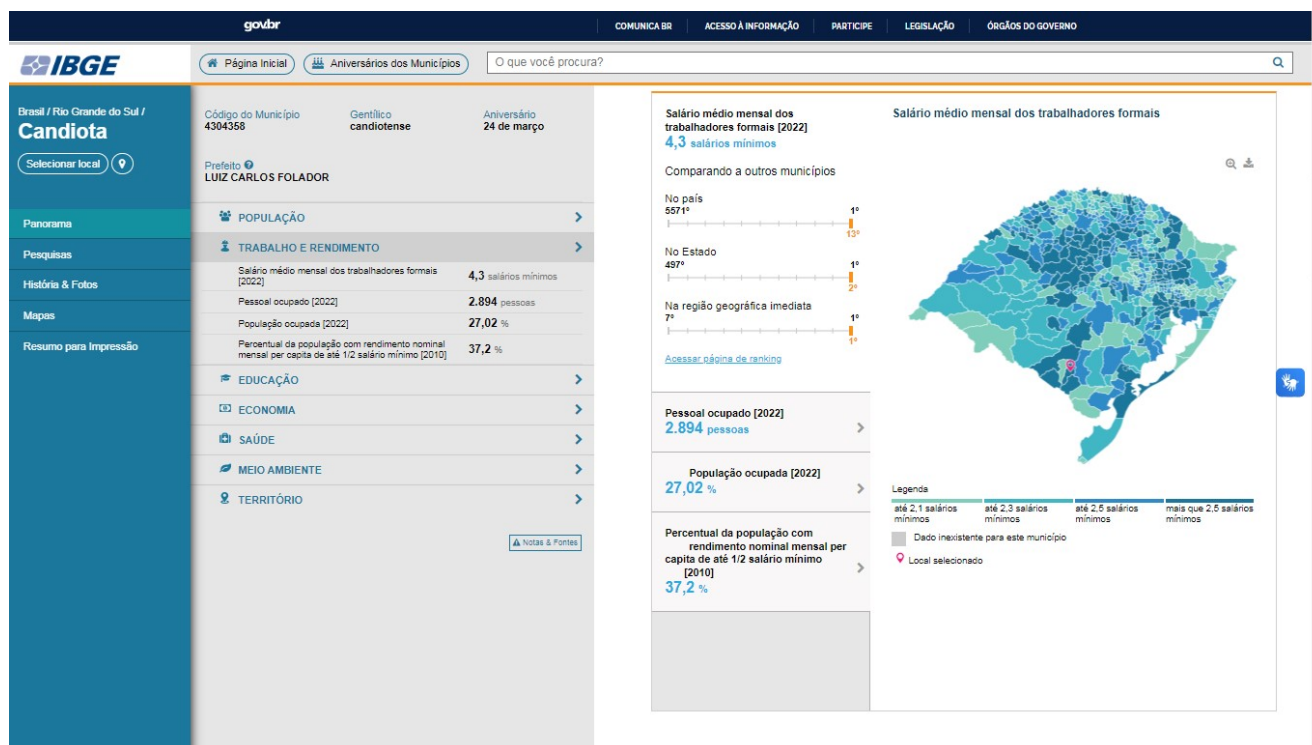 govbr
COMUNICA BR
ACESSO À INFORMAÇÃO
PARTICIPE
LEGISLAÇÃO
ÓRGÃOS DO GOVERNO
IBGE
Página Inicial
Aniversários dos Municípios
O que você procura?
Brasil / Rio Grande do Sul /
Candiota
Selecionar local
Panorama
Pesquisas
História & Fotos
Mapas
Resumo para Impressão
Código do Município
4304358
Gentílico
candiotense
Aniversário
24 de março
Prefeito
LUIZ CARLOS FOLADOR
POPULAÇÃO
TRABALHO E RENDIMENTO
Salário médio mensal dos trabalhadores formais
[2022]
4,3 salários mínimos
Pessoal ocupado [2022]
2.894 pessoas
População ocupada [2022]
27,02 %
Percentual da população com rendimento nominal
mensal per capita de até 1/2 salário mínimo [2010]
37,2 %
EDUCAÇÃO
ECONOMIA
SAÚDE
MEIO AMBIENTE
TERRITÓRIO
Notas & Fontes
Salário médio mensal dos
trabalhadores formais [2022]
4,3 salários mínimos
Comparando a outros municípios
No país
5571º
1º
13º
No Estado
497º
1º
2º
Na região geográfica imediata
7º
1º
1º
Acessar página de ranking
Pessoal ocupado [2022]
2.894 pessoas
População ocupada [2022]
27,02 %
Percentual da população com
rendimento nominal mensal per
capita de até 1/2 salário mínimo
[2010]
37,2 %
Salário médio mensal dos trabalhadores formais
Legenda
até 2,1 salários
mínimos
até 2,3 salários
mínimos
até 2,5 salários
mínimos
mais que 2,5 salários
mínimos
Dado inexistente para este município
Local selecionado